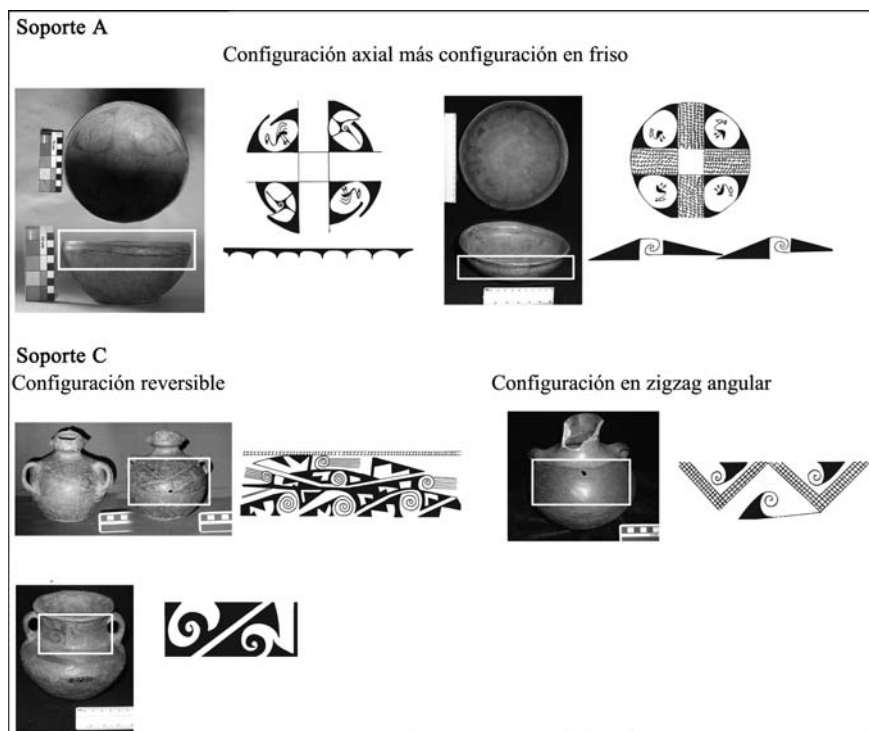 Soporte A
Configuración axial más configuración en friso
Soporte C
Configuración reversible
Configuración en zigzag angular